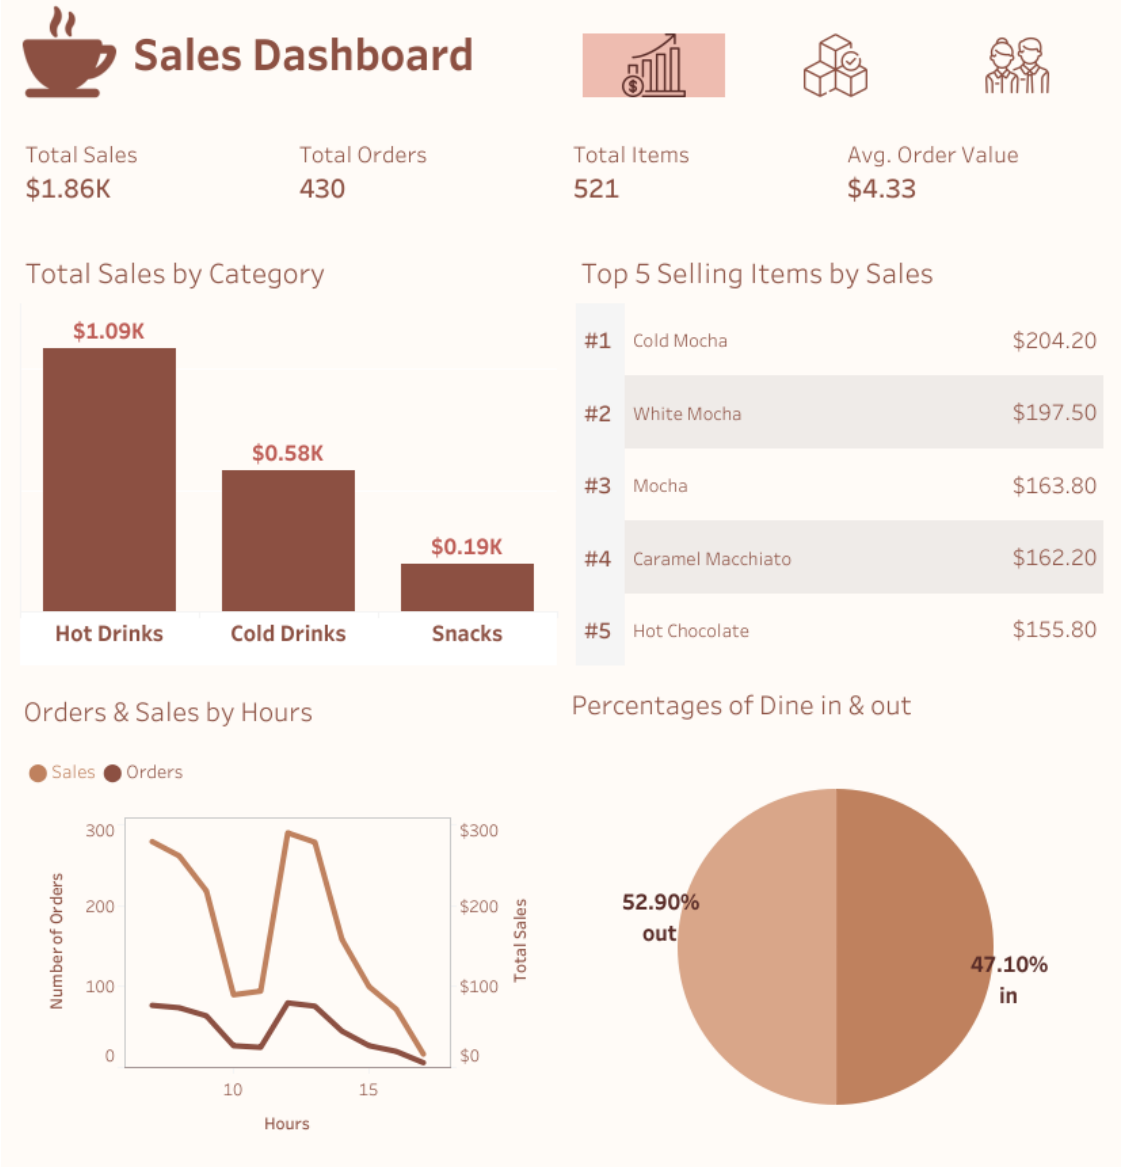 Sales Dashboard
$
Total Sales
$1.86K
Total Orders
430
Total Items
521
Avg. Order Value
$4.33
Total Sales by Category
$1.09K
$0.58K
$0.19K
Hot Drinks
Cold Drinks
Snacks
Top 5 Selling Items by Sales
#1 Cold Mocha $204.20
#2 White Mocha $197.50
#3 Mocha $163.80
#4 Caramel Macchiato $162.20
#5 Hot Chocolate $155.80
Orders & Sales by Hours
Sales Orders
Number of Orders
300
200
100
0
$300
$200
$100
$0
Total Sales
10 15
Hours
Percentages of Dine in & out
52.90%
out
47.10%
in